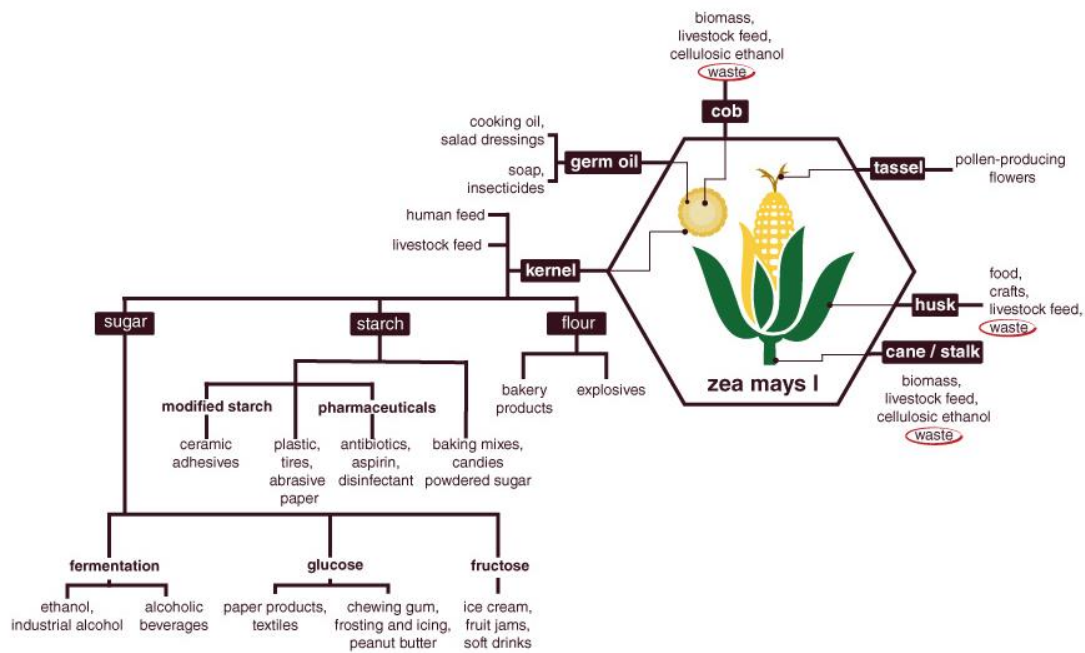 biomass,
livestock feed,
cellulosic ethanol
waste
cob
cooking oil,
salad dressings
germ oil
soap,
insecticides
tassel
pollen-producing
flowers
human feed
livestock feed
kernel
husk
food,
crafts,
livestock feed,
waste
sugar
starch
flour
cane / stalk
zea mays l
biomass,
livestock feed,
cellulosic ethanol
waste
bakery
products
explosives
modified starch
pharmaceuticals
ceramic
adhesives
plastic,
tires,
abrasive
paper
antibiotics,
aspirin,
disinfectant
baking mixes,
candies
powdered sugar
fermentation
glucose
fructose
ethanol,
industrial alcohol
alcoholic
beverages
paper products,
textiles
chewing gum,
frosting and icing,
peanut butter
ice cream,
fruit jams,
soft drinks